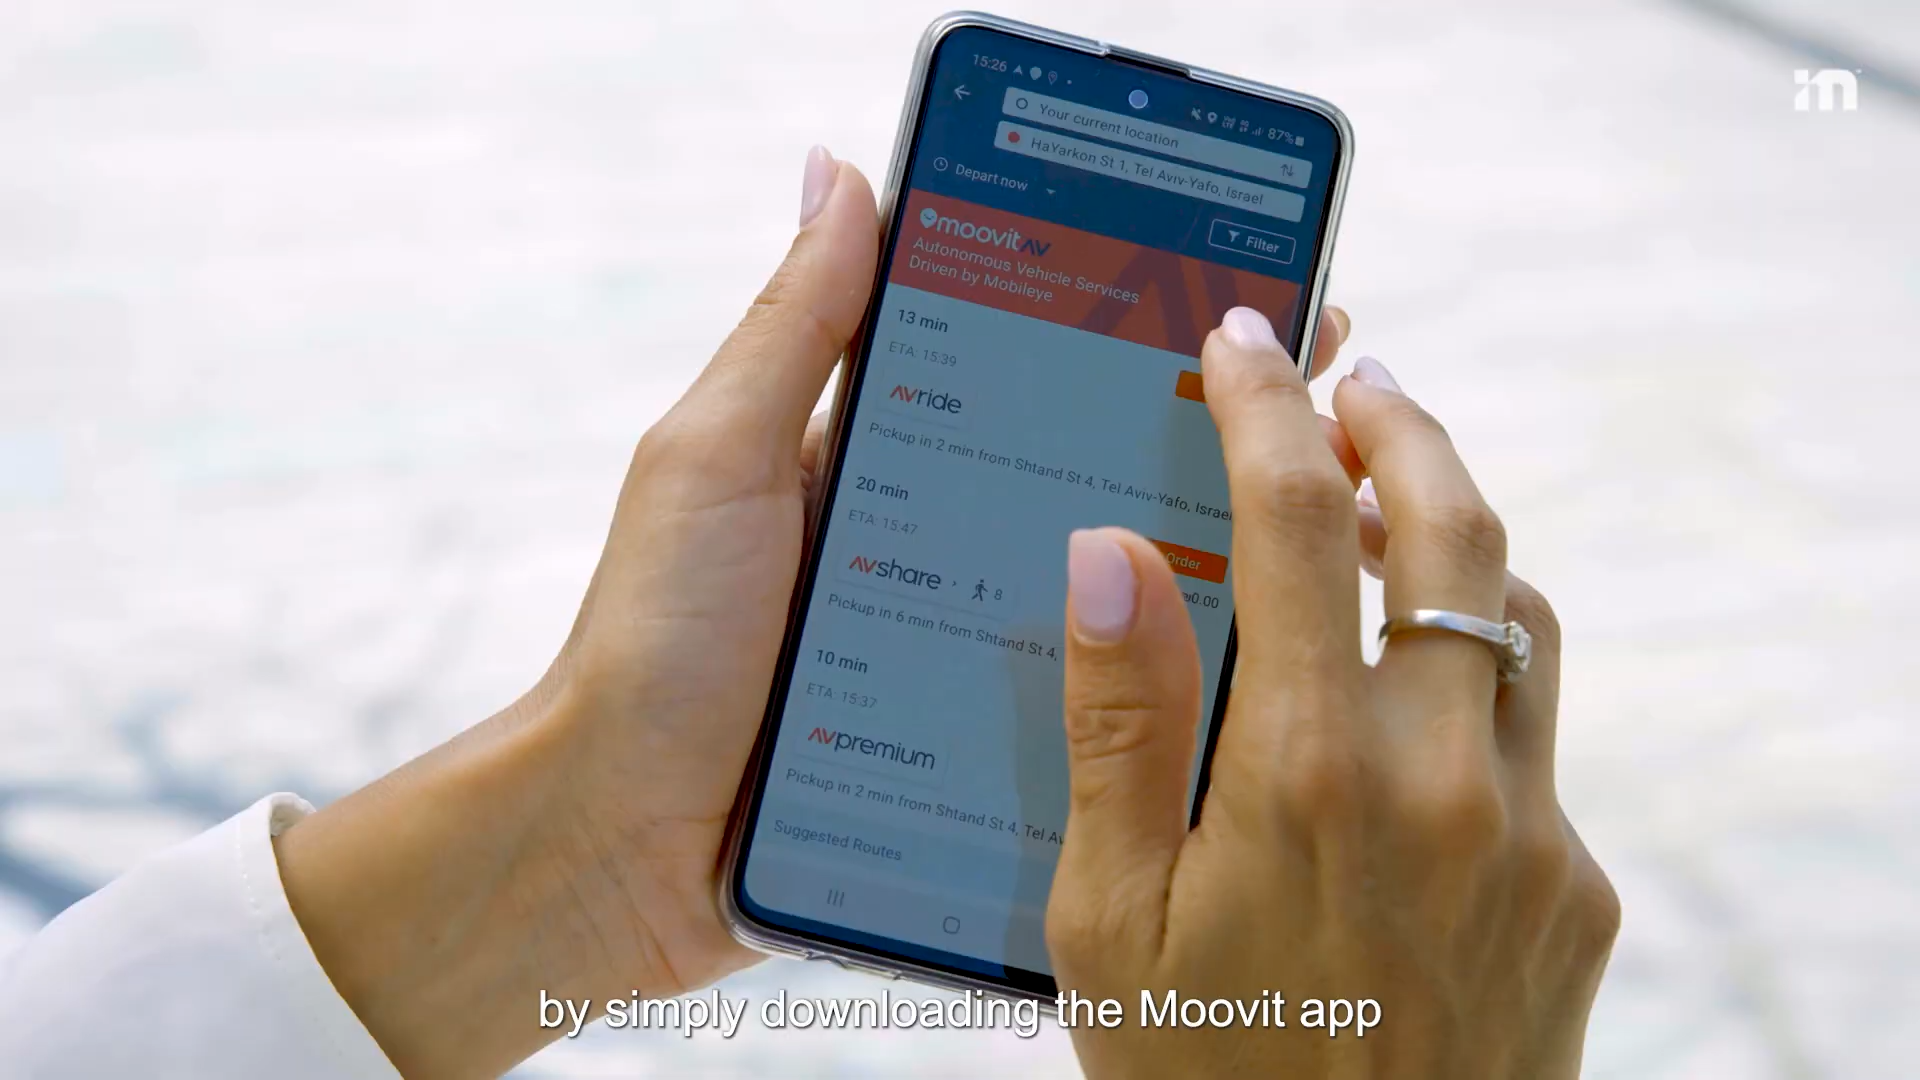 15:26
87%
Your current location
HaYarkon St 1, Tel Aviv-Yafo, Israel
Depart now
Filter
moovit AV
Autonomous Vehicle Services
Driven by Mobileye
13 min
ETA: 15:39
AVride
Pickup in 2 min from Shtand St 4, Tel Aviv-Yafo, Israel
20 min
ETA: 15:47
Order
AVshare > 8
₪0.00
Pickup in 6 min from Shtand St 4,
10 min
ETA: 15:37
AVpremium
Pickup in 2 min from Shtand St 4, Tel Av
Suggested Routes
by simply downloading the Moovit app